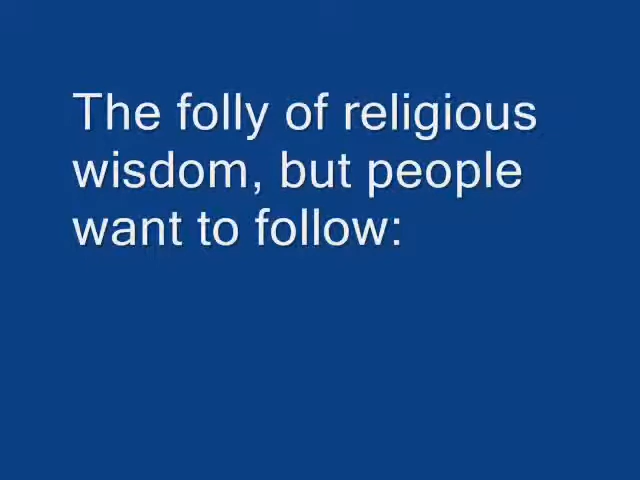 The folly of religious
wisdom, but people
want to follow: